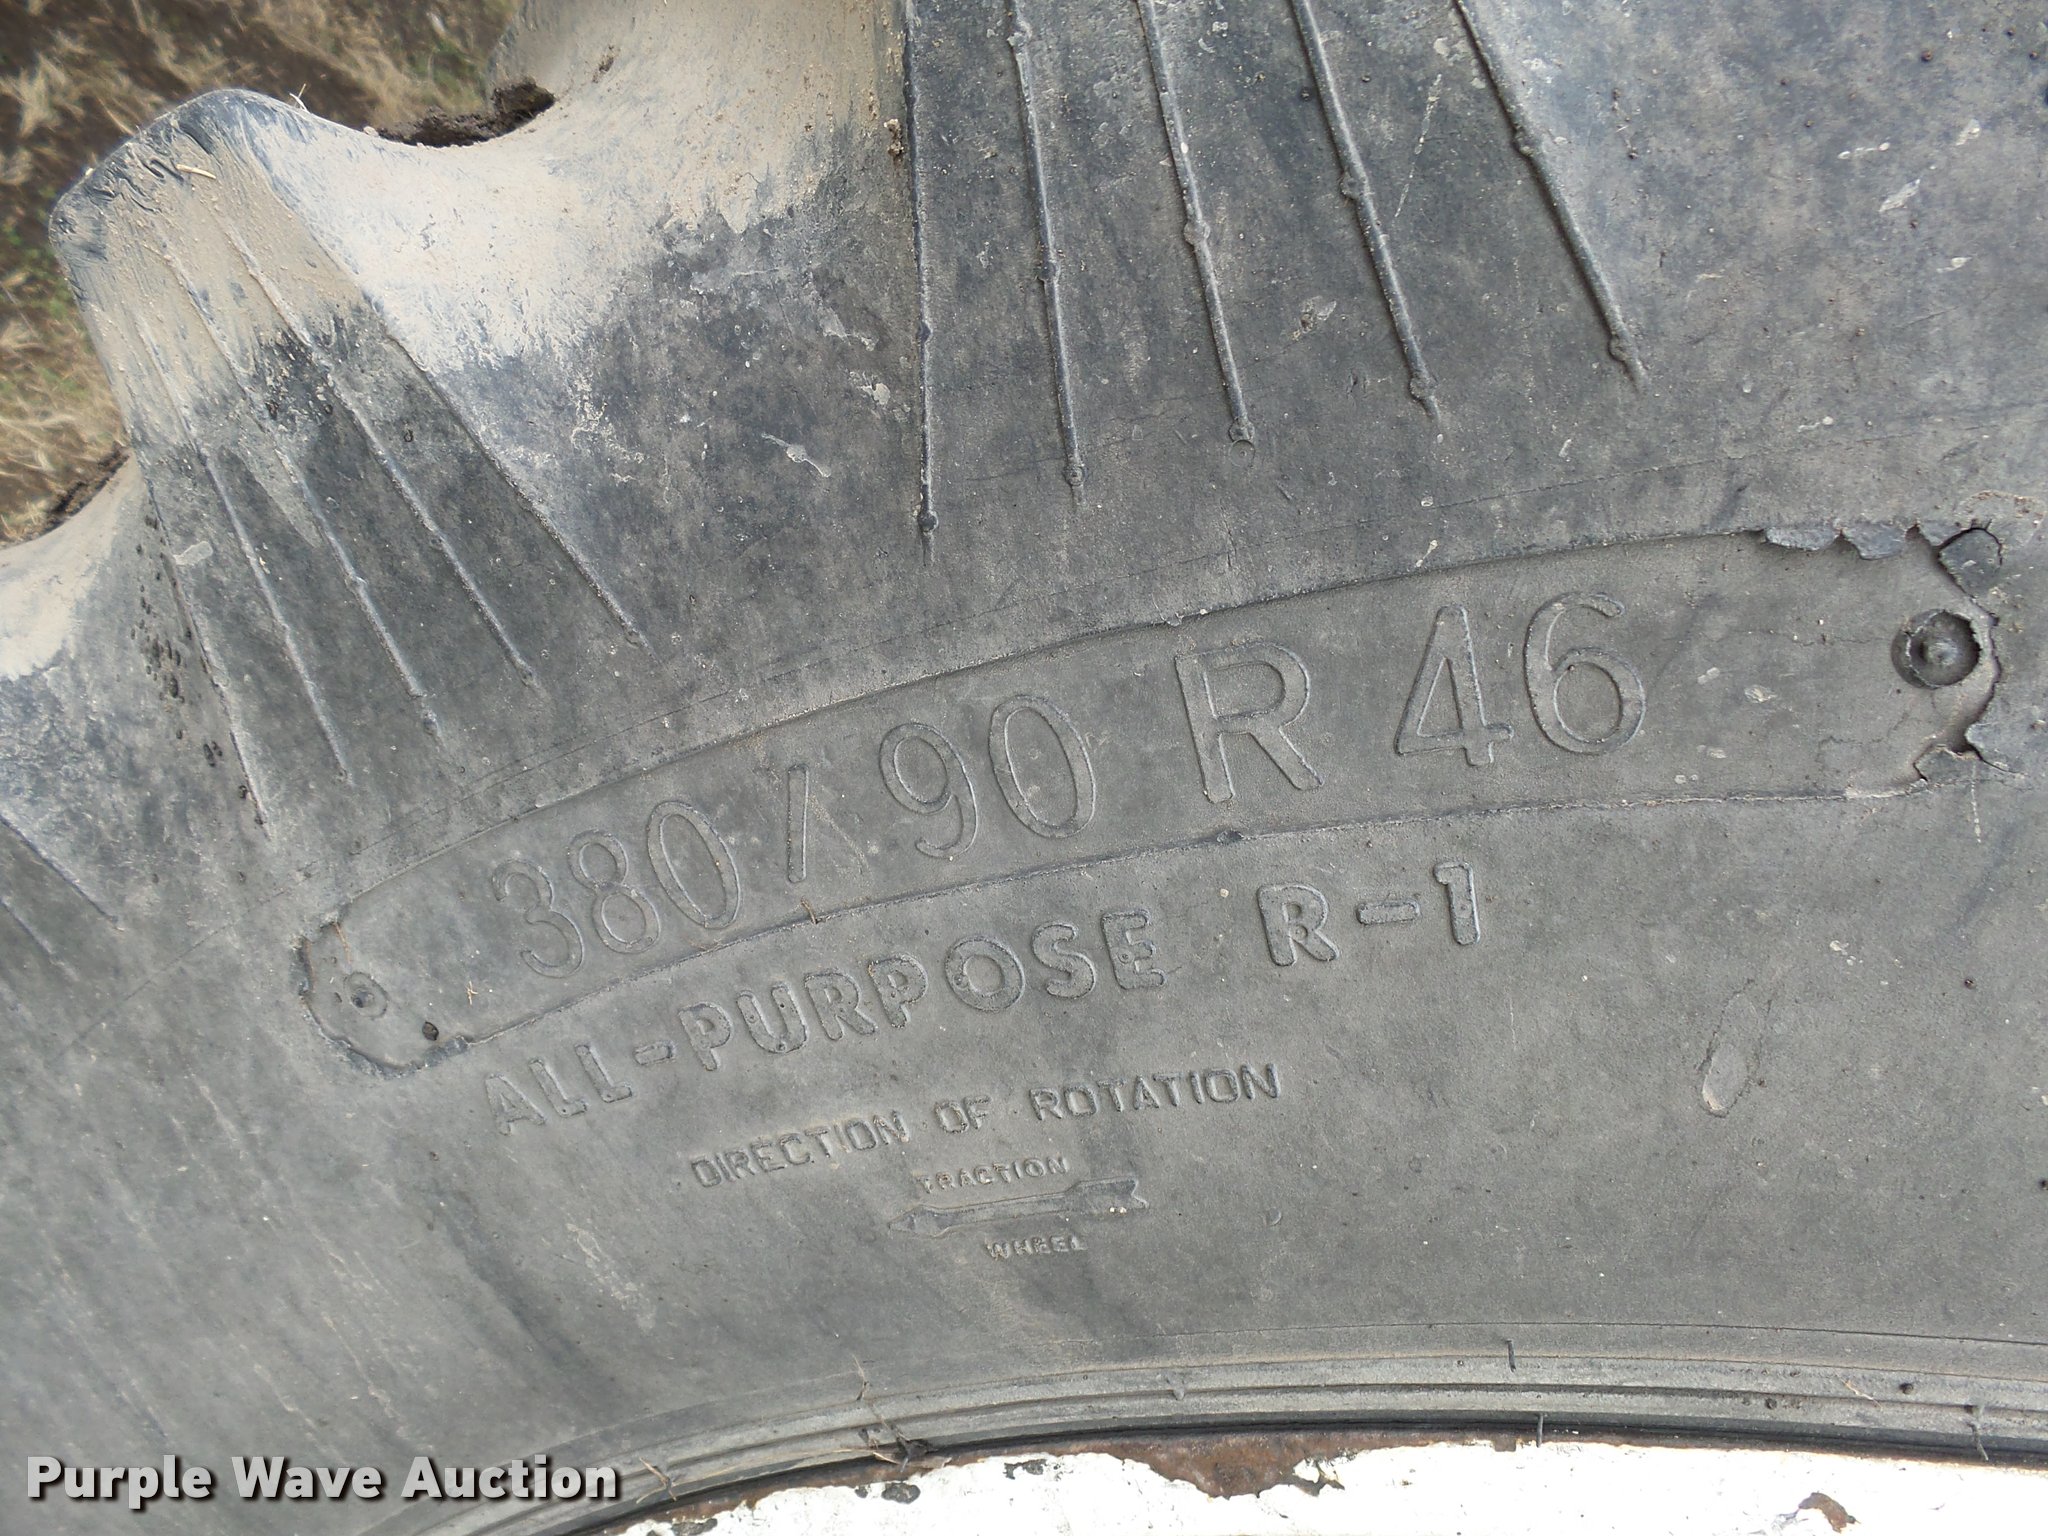 380/90 R 46
ALL-PURPOSE R-1
DIRECTION OF ROTATION
TRACTION
WHEEL
Purple Wave Auction